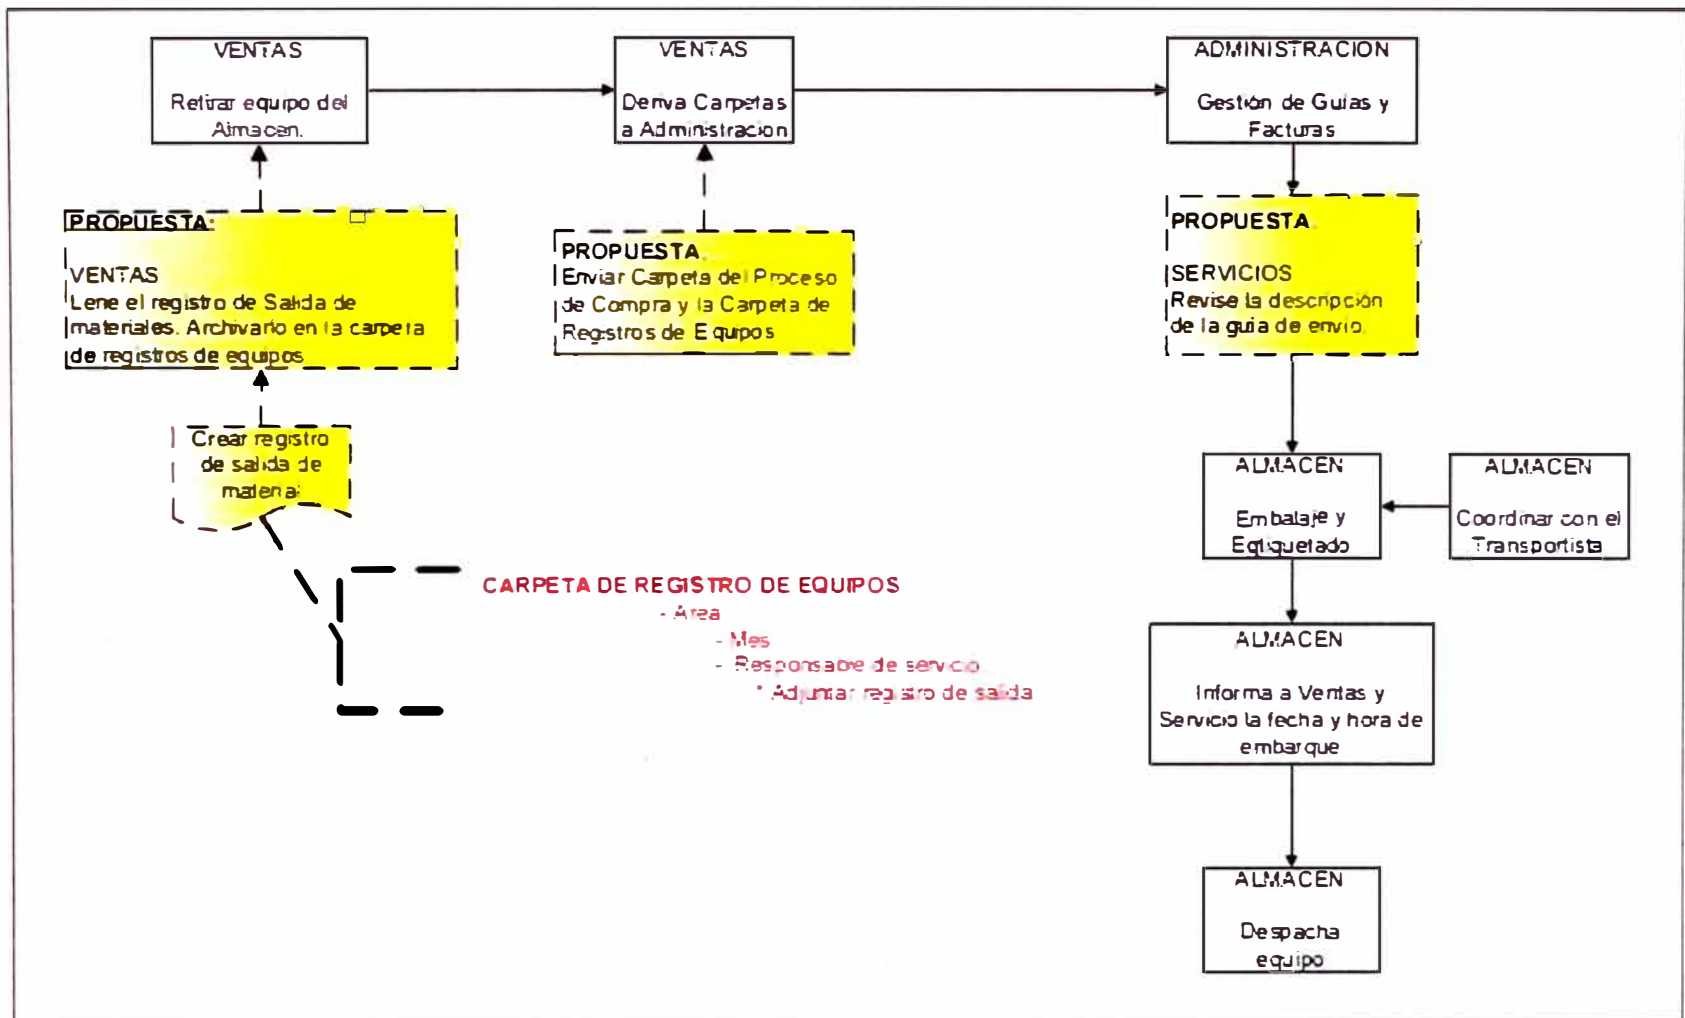 VENTAS
Retirar equipo del
Almacen.
VENTAS
Deriva Carpetas
a Administracion
ADMINISTRACION
Gestión de Guias y
Facturas
PROPUESTA:
VENTAS
Lene el registro de Salida de
materiales. Archivarlo en la carpeta
de registros de equipos
PROPUESTA.
Enviar Carpeta del Proceso
de Compra y la Carpeta de
Registros de Equipos
PROPUESTA
SERVICIOS
Revise la descripción
de la guia de envio.
Crear registro
de salida de
material
ALMACEN
Embalaje y
Eqtiquetado
ALMACEN
Coordinar con el
Transportista
CARPETA DE REGISTRO DE EQUIPOS
- Area
- Mes
- Responsable de servicio
* Adjuntar registro de salida
ALMACEN
Informa a Ventas y
Servicio la fecha y hora de
embarque
ALMACEN
Despacha
equipo